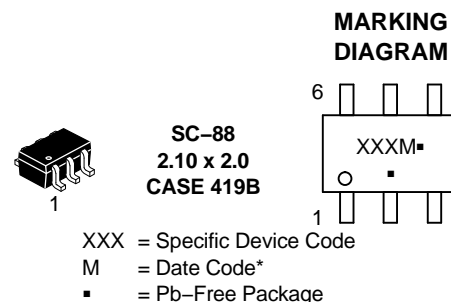 MARKING
DIAGRAM
6
XXXM▪
▪
1
SC−88
2.10 x 2.0
CASE 419B
1
XXX = Specific Device Code
M = Date Code*
▪ = Pb−Free Package